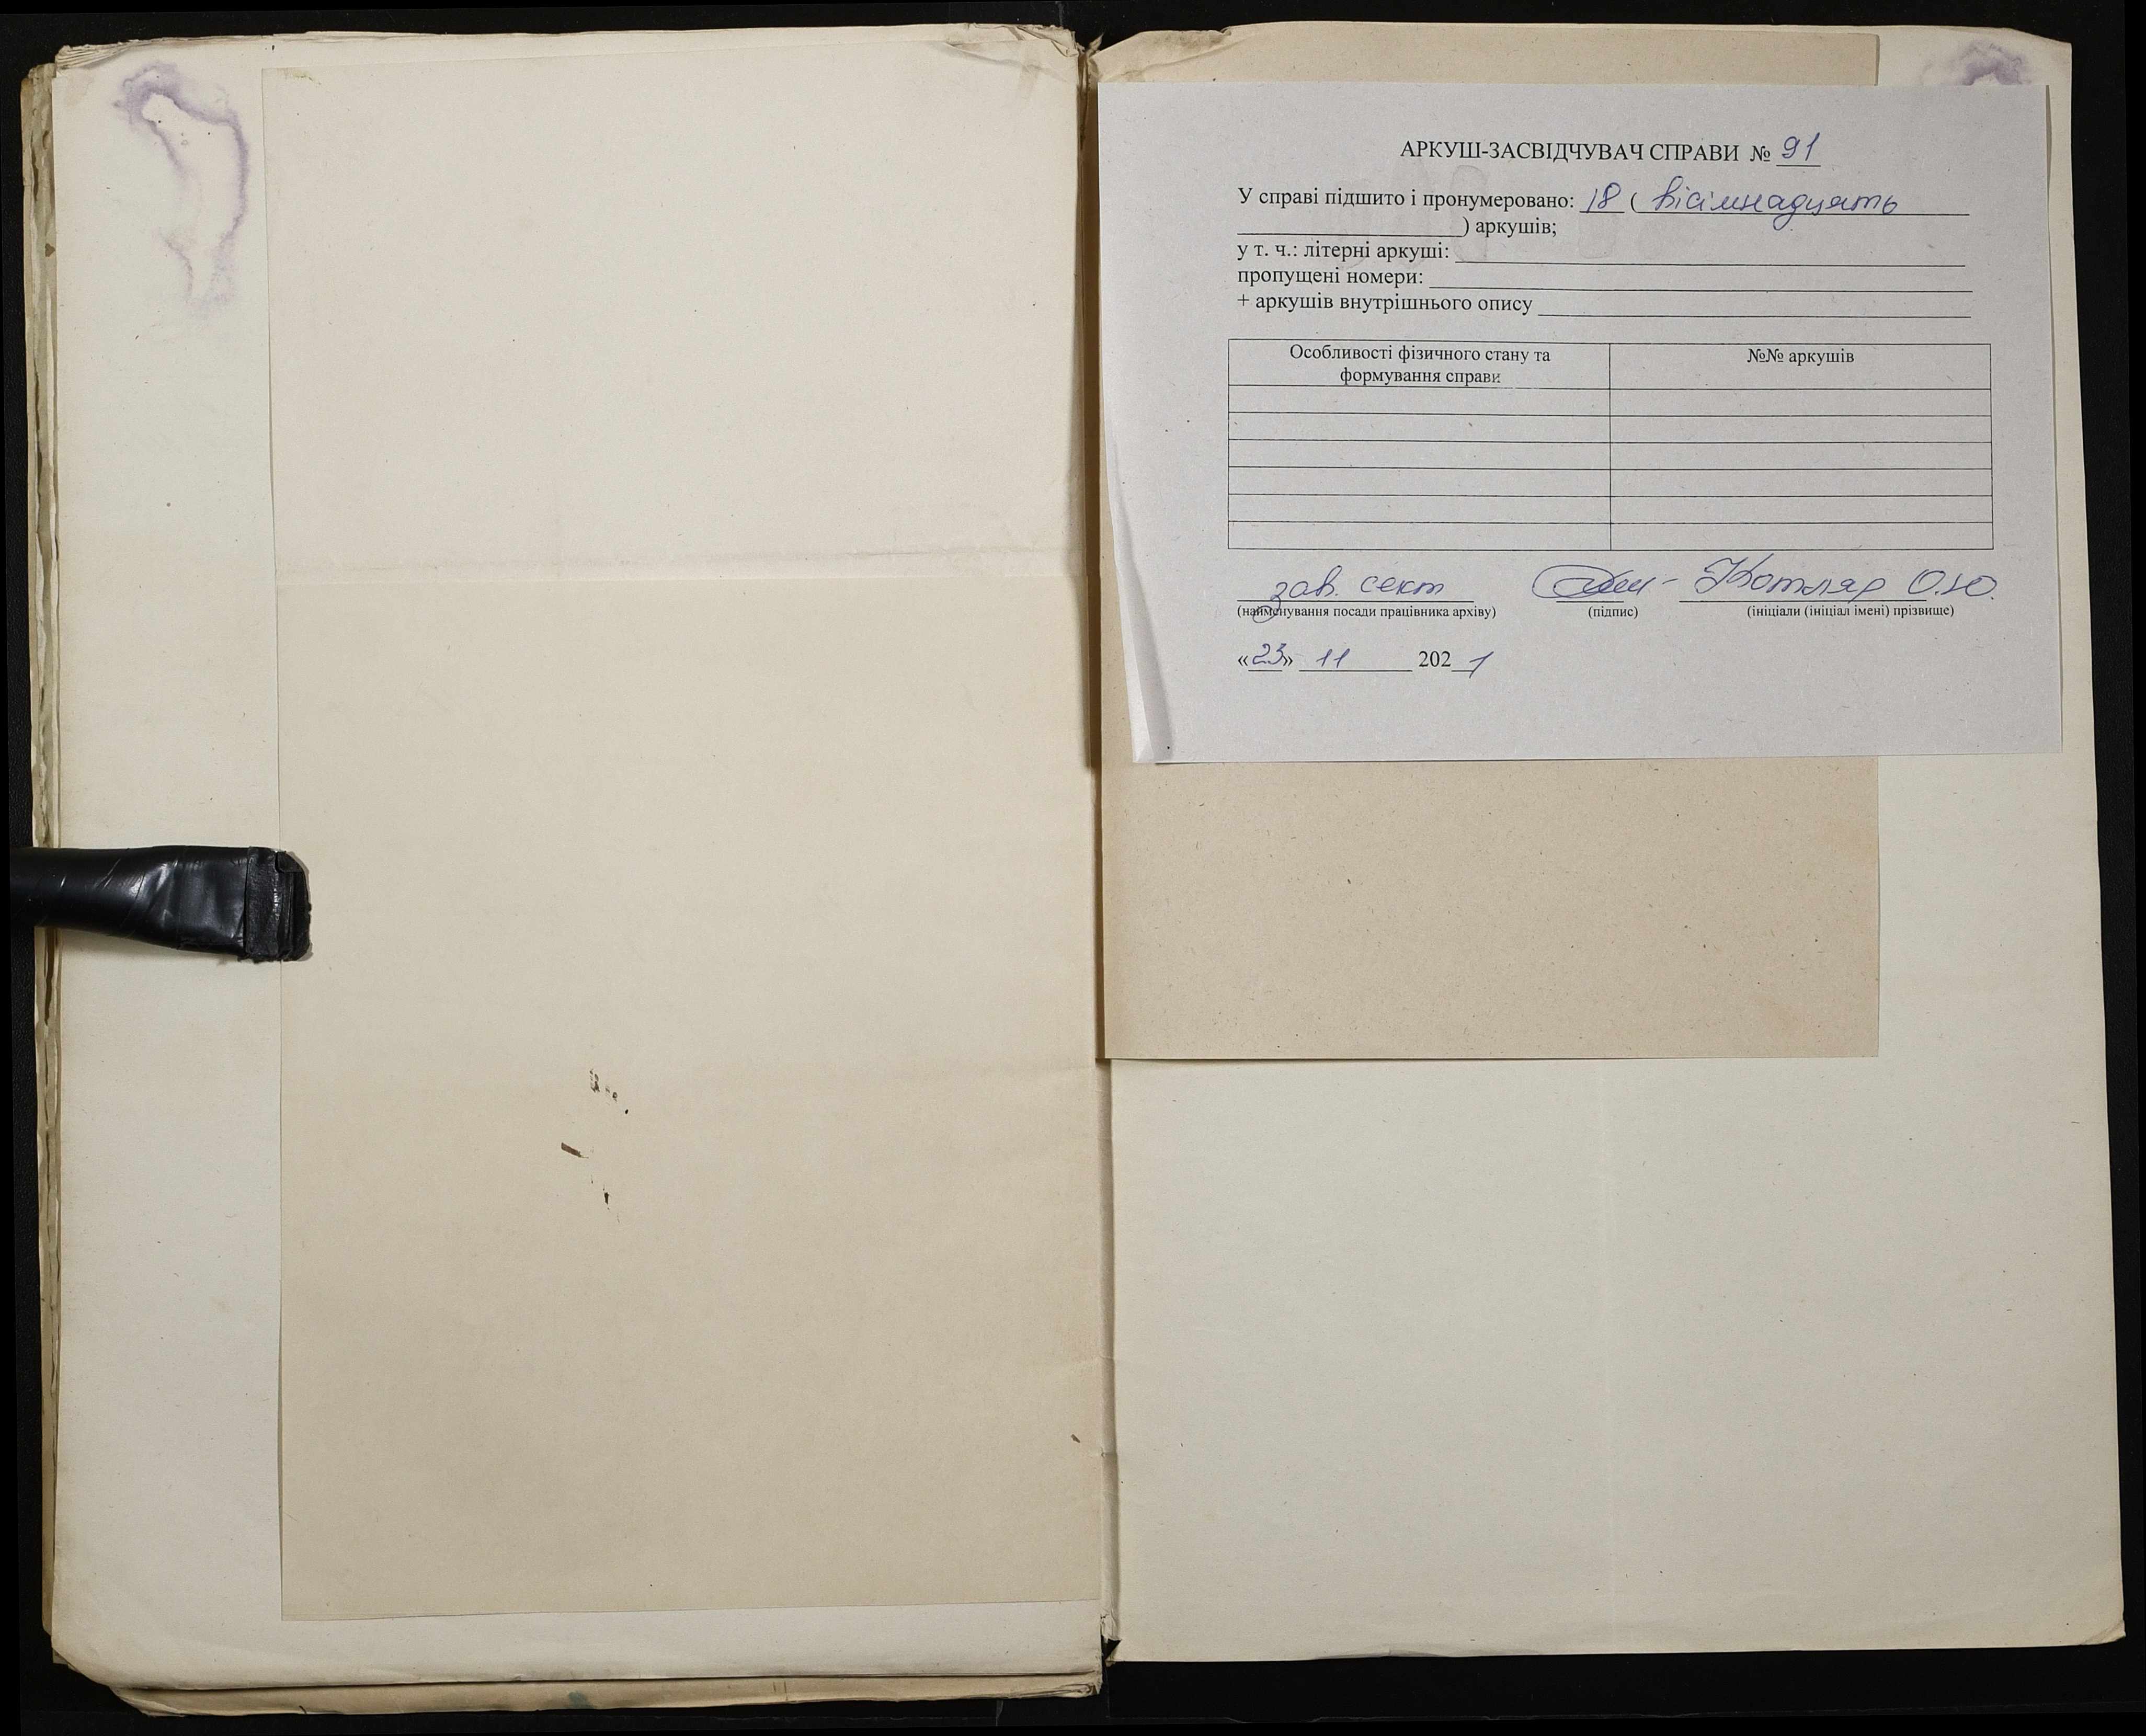 АРКУШ-ЗАСВІДЧУВАЧ СПРАВИ № 91
У справі підшито і пронумеровано: 18 ( вісімнадцять
) аркушів;
у т. ч.: літерні аркуші:
пропущені номери:
+ аркушів внутрішнього опису
Особливості фізичного стану та
формування справи
№№ аркушів
зав. сект Котляр О.Ю.
(найменування посади працівника архіву) (підпис) (ініціали (ініціал імені) прізвище)
«23» 11 2021